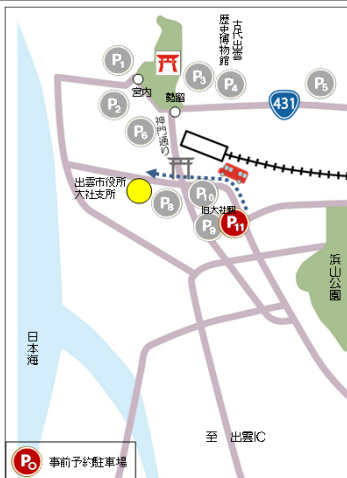 古代出雲
歴史博物館
P1
宮内
勢溜
P3
P4
P5
P2
431
P6
神門通り
出雲市役所
大社支所
P8
P10
旧大社駅
P9
P11
浜山公園
日本海
至 出雲IC
PO 事前予約駐車場